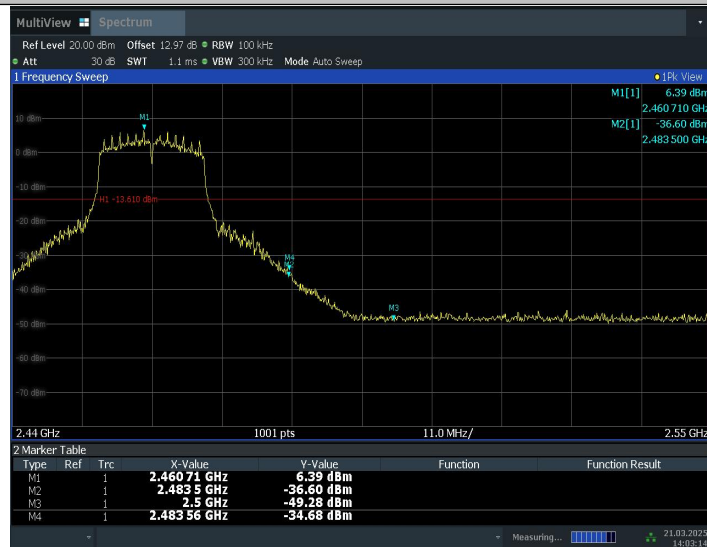 MultiView Spectrum
Ref Level 20.00 dBm Offset 12.97 dB RBW 100 kHz
Att 30 dB SWT 1.1 ms VBW 300 kHz Mode Auto Sweep
1 Frequency Sweep 1Pk View
M1[1] 6.39 dBm
2.460 710 GHz
M2[1] -36.60 dBm
2.483 500 GHz
10 dBm
M1
0 dBm
-10 dBm
H1 -13.610 dBm
-20 dBm
-30 dBm
M4
M2
-40 dBm
M3
-50 dBm
-60 dBm
-70 dBm
2.44 GHz 1001 pts 11.0 MHz/ 2.55 GHz
2 Marker Table
Type Ref Trc X-Value Y-Value Function Function Result
M1 1 2.460 71 GHz 6.39 dBm
M2 1 2.483 5 GHz -36.60 dBm
M3 1 2.5 GHz -49.28 dBm
M4 1 2.483 56 GHz -34.68 dBm
Measuring... 21.03.2025
14:03:14